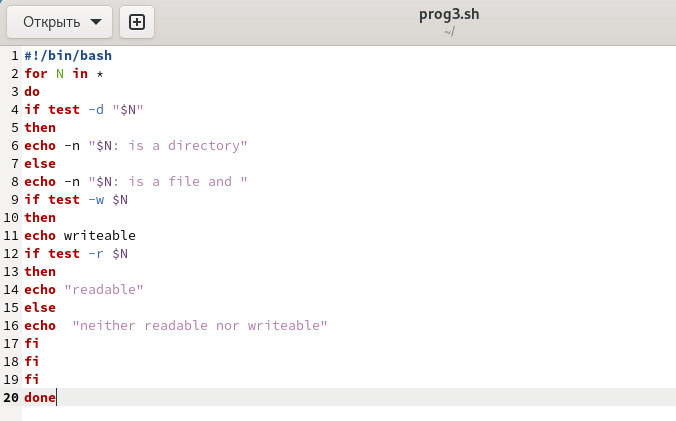 Открыть
prog3.sh
~/
1 #!/bin/bash
2 for N in *
3 do
4 if test -d "$N"
5 then
6 echo -n "$N: is a directory"
7 else
8 echo -n "$N: is a file and "
9 if test -w $N
10 then
11 echo writeable
12 if test -r $N
13 then
14 echo "readable"
15 else
16 echo  "neither readable nor writeable"
17 fi
18 fi
19 fi
20 done